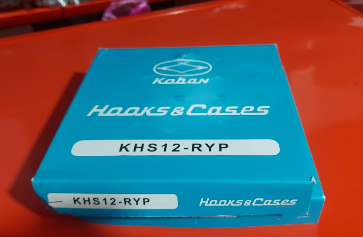 KOBAN
Hooks & Cases
KHS12-RYP
KHS12-RYP
Hooks & Cases